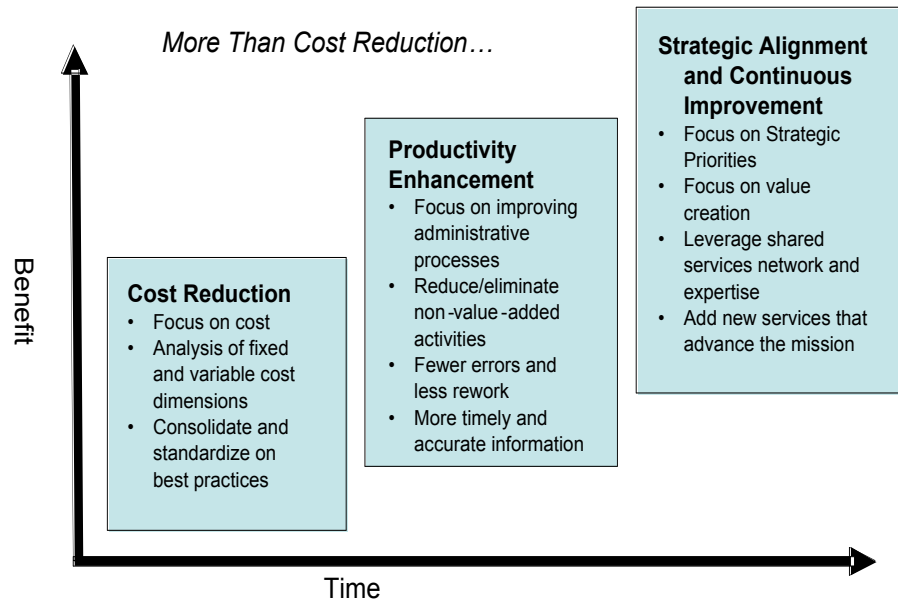 More Than Cost Reduction…
Benefit
Cost Reduction
• Focus on cost
• Analysis of fixed
and variable cost
dimensions
• Consolidate and
standardize on
best practices
Productivity
Enhancement
• Focus on improving
administrative
processes
• Reduce/eliminate
non-value-added
activities
• Fewer errors and
less rework
• More timely and
accurate information
Strategic Alignment
and Continuous
Improvement
• Focus on Strategic
Priorities
• Focus on value
creation
• Leverage shared
services network and
expertise
• Add new services that
advance the mission
Time